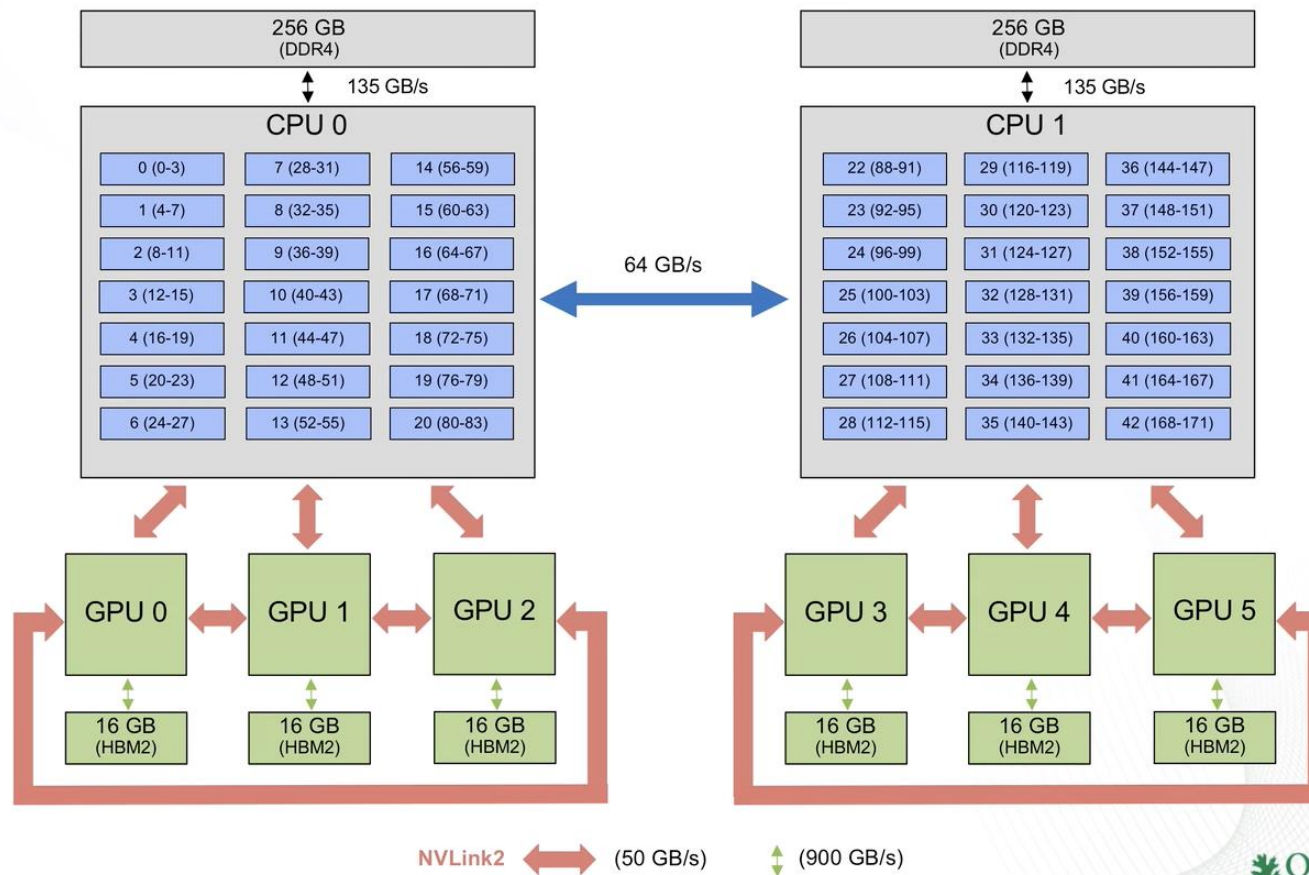 256 GB
(DDR4)
256 GB
(DDR4)
135 GB/s
135 GB/s
CPU 0
CPU 1
0 (0-3) 7 (28-31) 14 (56-59)
22 (88-91) 29 (116-119) 36 (144-147)
1 (4-7) 8 (32-35) 15 (60-63)
23 (92-95) 30 (120-123) 37 (148-151)
2 (8-11) 9 (36-39) 16 (64-67)
24 (96-99) 31 (124-127) 38 (152-155)
64 GB/s
3 (12-15) 10 (40-43) 17 (68-71)
25 (100-103) 32 (128-131) 39 (156-159)
4 (16-19) 11 (44-47) 18 (72-75)
26 (104-107) 33 (132-135) 40 (160-163)
5 (20-23) 12 (48-51) 19 (76-79)
27 (108-111) 34 (136-139) 41 (164-167)
6 (24-27) 13 (52-55) 20 (80-83)
28 (112-115) 35 (140-143) 42 (168-171)
GPU 0 GPU 1 GPU 2
GPU 3 GPU 4 GPU 5
16 GB 16 GB 16 GB
(HBM2) (HBM2) (HBM2)
16 GB 16 GB 16 GB
(HBM2) (HBM2) (HBM2)
NVLink2 (50 GB/s) (900 GB/s)